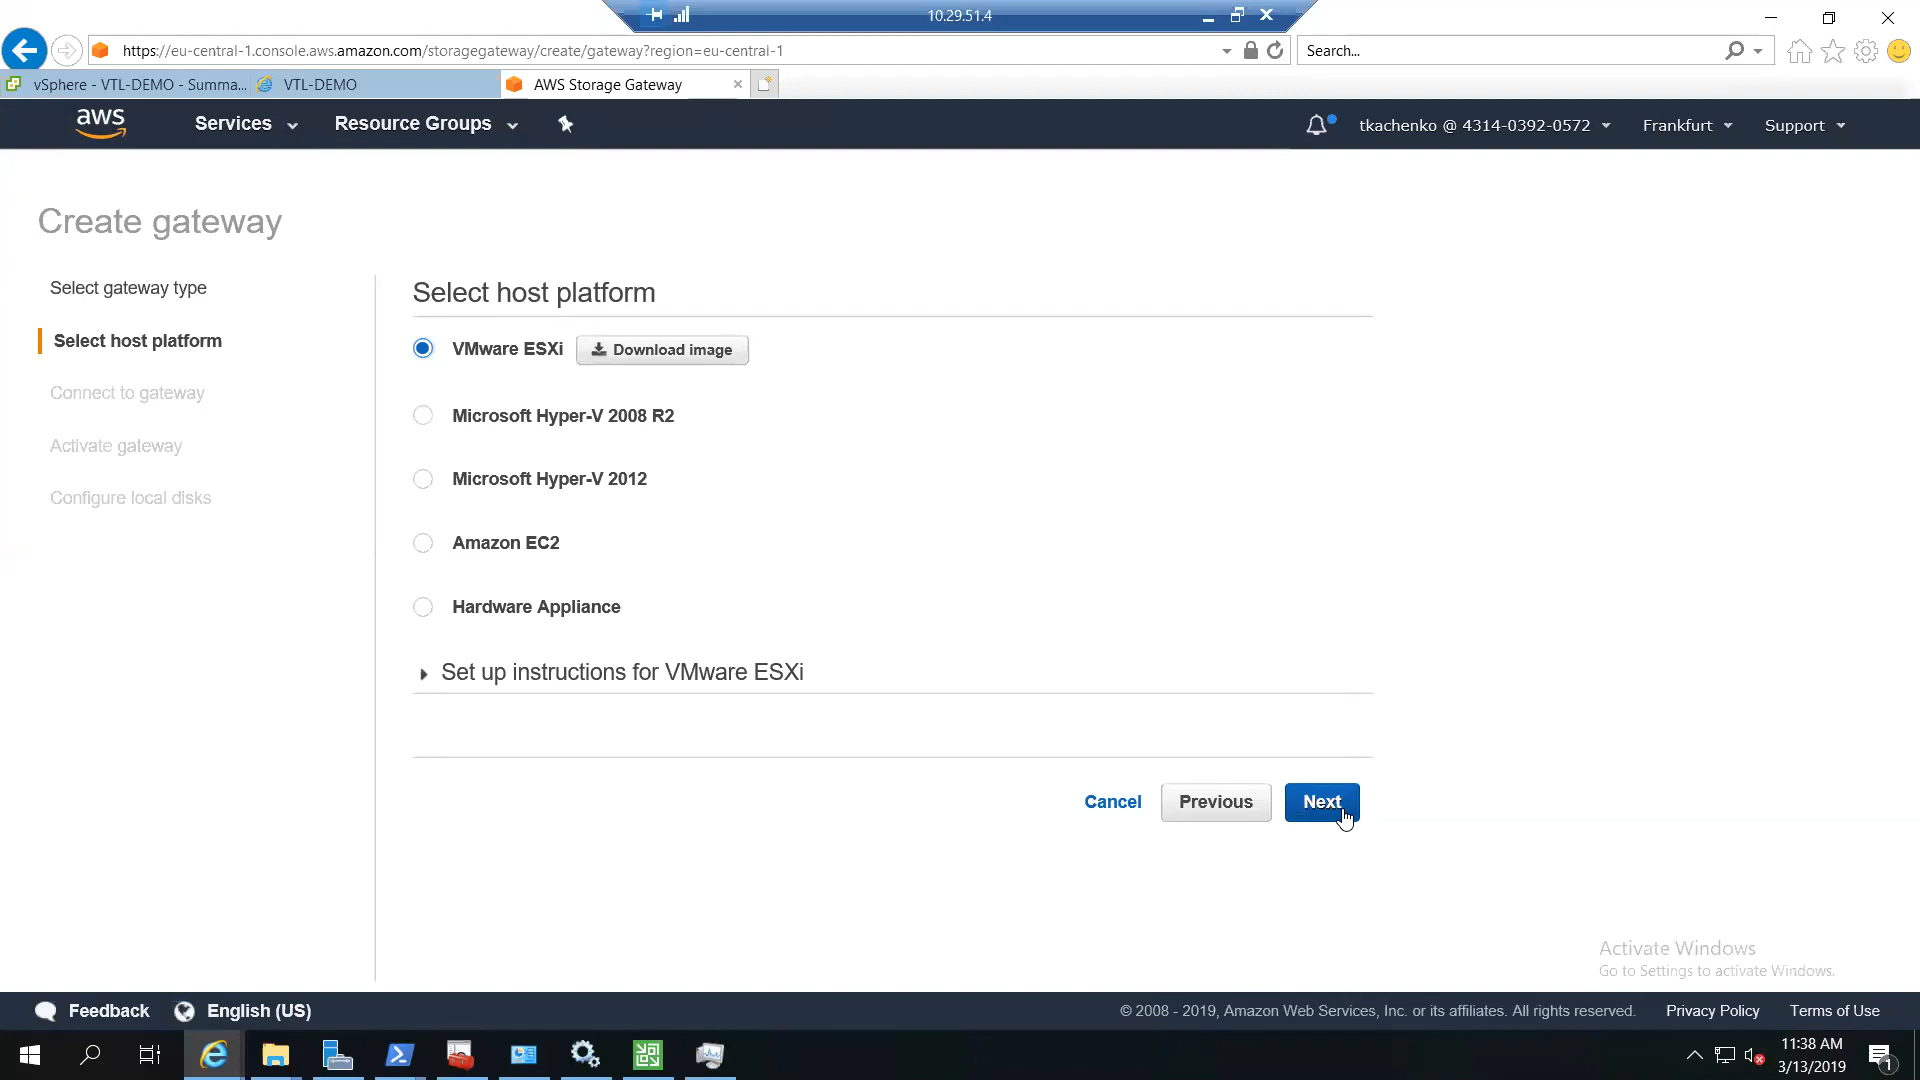 10.29.51.4
https://eu-central-1.console.aws.amazon.com/storagegateway/create/gateway?region=eu-central-1
Search...
vSphere - VTL-DEMO - Summa...
VTL-DEMO
AWS Storage Gateway
aws
Services
Resource Groups
tkachenko @ 4314-0392-0572
Frankfurt
Support
Create gateway
Select gateway type
Select host platform
Connect to gateway
Activate gateway
Configure local disks
Select host platform
VMware ESXi
Download image
Microsoft Hyper-V 2008 R2
Microsoft Hyper-V 2012
Amazon EC2
Hardware Appliance
Set up instructions for VMware ESXi
Cancel
Previous
Next
Activate Windows
Go to Settings to activate Windows.
Feedback
English (US)
© 2008 - 2019, Amazon Web Services, Inc. or its affiliates. All rights reserved.
Privacy Policy
Terms of Use
11:38 AM
3/13/2019
1